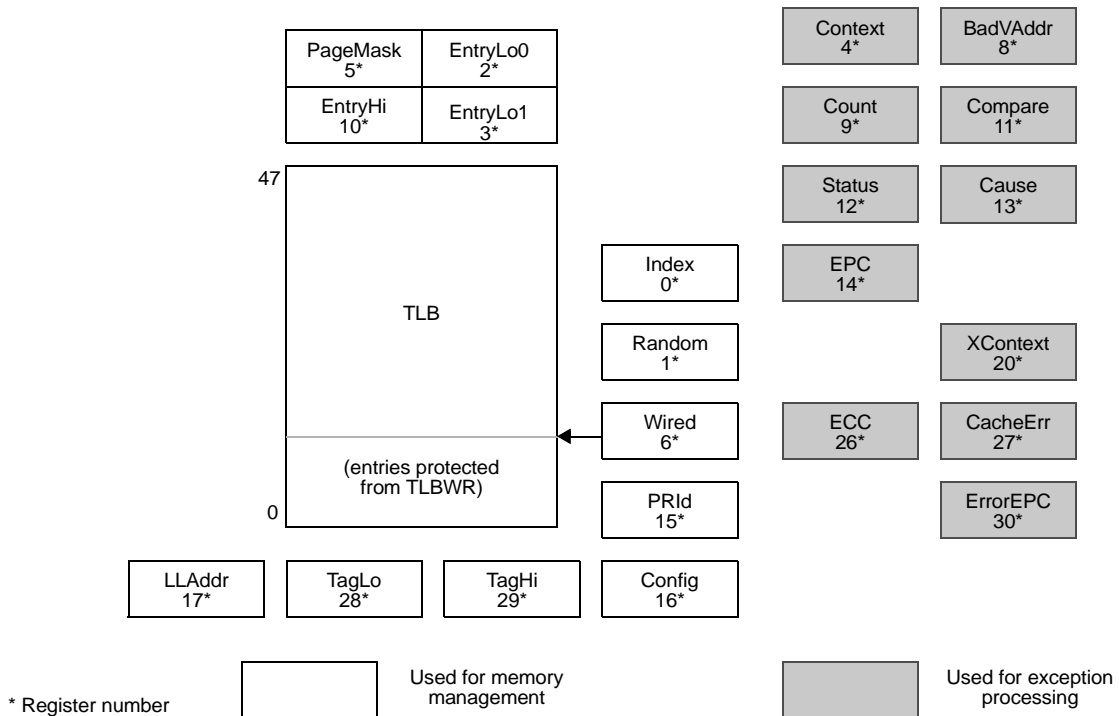 PageMask
5*
EntryLo0
2*
EntryHi
10*
EntryLo1
3*
47
TLB
(entries protected
from TLBWR)
0
Index
0*
Random
1*
Wired
6*
PRId
15*
LLAddr
17*
TagLo
28*
TagHi
29*
Config
16*
Context
4*
BadVAddr
8*
Count
9*
Compare
11*
Status
12*
Cause
13*
EPC
14*
XContext
20*
ECC
26*
CacheErr
27*
ErrorEPC
30*
* Register number
Used for memory
management
Used for exception
processing